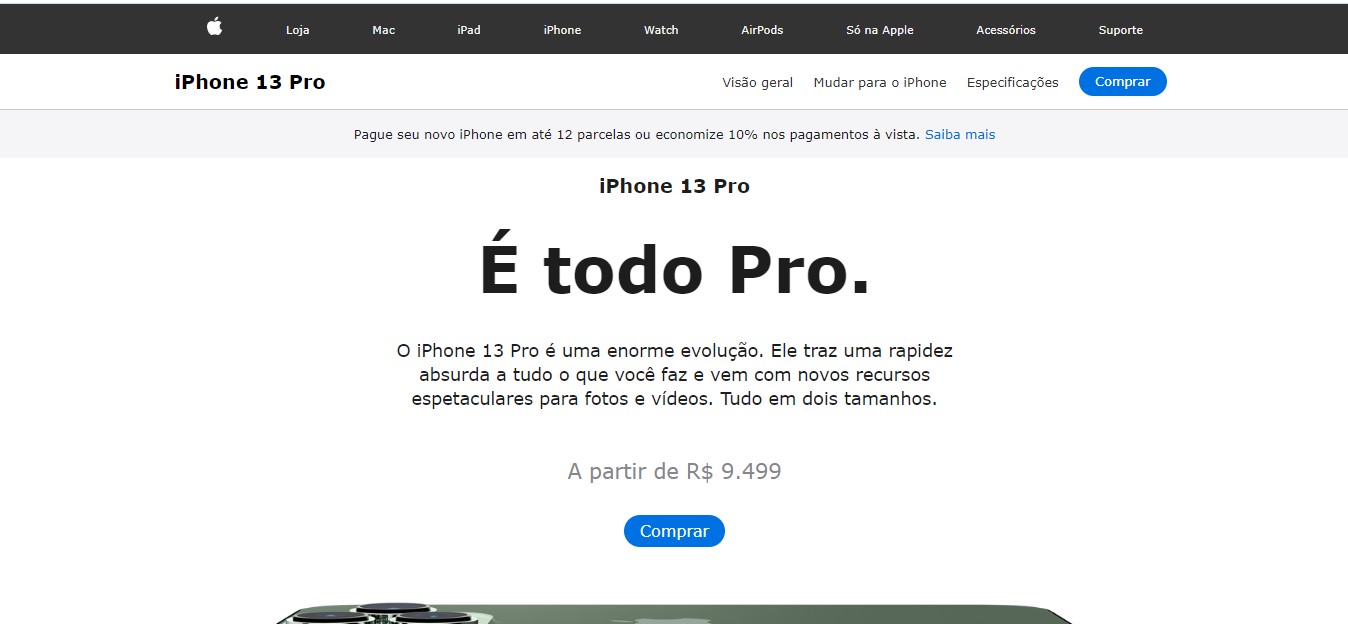 Loja Mac iPad iPhone Watch AirPods Só na Apple Acessórios Suporte
iPhone 13 Pro Visão geral Mudar para o iPhone Especificações Comprar
Pague seu novo iPhone em até 12 parcelas ou economize 10% nos pagamentos à vista. Saiba mais
iPhone 13 Pro
É todo Pro.
O iPhone 13 Pro é uma enorme evolução. Ele traz uma rapidez
absurda a tudo o que você faz e vem com novos recursos
espetaculares para fotos e vídeos. Tudo em dois tamanhos.
A partir de R$ 9.499
Comprar